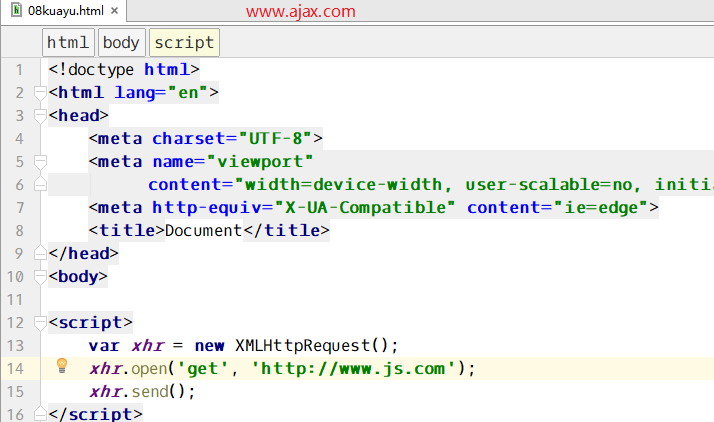 08kuayu.html
www.ajax.com
html body script
1 <!doctype html>
2 <html lang="en">
3 <head>
4 <meta charset="UTF-8">
5 <meta name="viewport"
6 content="width=device-width, user-scalable=no, initi
7 <meta http-equiv="X-UA-Compatible" content="ie=edge">
8 <title>Document</title>
9 </head>
10 <body>
11
12 <script>
13 var xhr = new XMLHttpRequest();
14 xhr.open('get', 'http://www.js.com');
15 xhr.send();
16 </script>